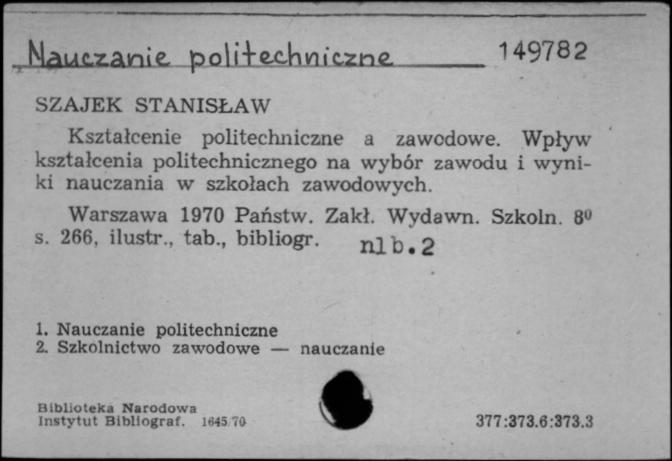 Nauczanie politechniczne 149782
SZAJEK STANISŁAW
Kształcenie politechniczne a zawodowe. Wpływ
kształcenia politechnicznego na wybór zawodu i wyni-
ki nauczania w szkołach zawodowych.
Warszawa 1970 Państw. Zakł. Wydawn. Szkoln. 8⁰
s. 266, ilustr., tab., bibliogr. nlb.2
1. Nauczanie politechniczne
2. Szkolnictwo zawodowe — nauczanie
Biblioteka Narodowa
Instytut Bibliograf. 1645/70 377:373.6:373.3